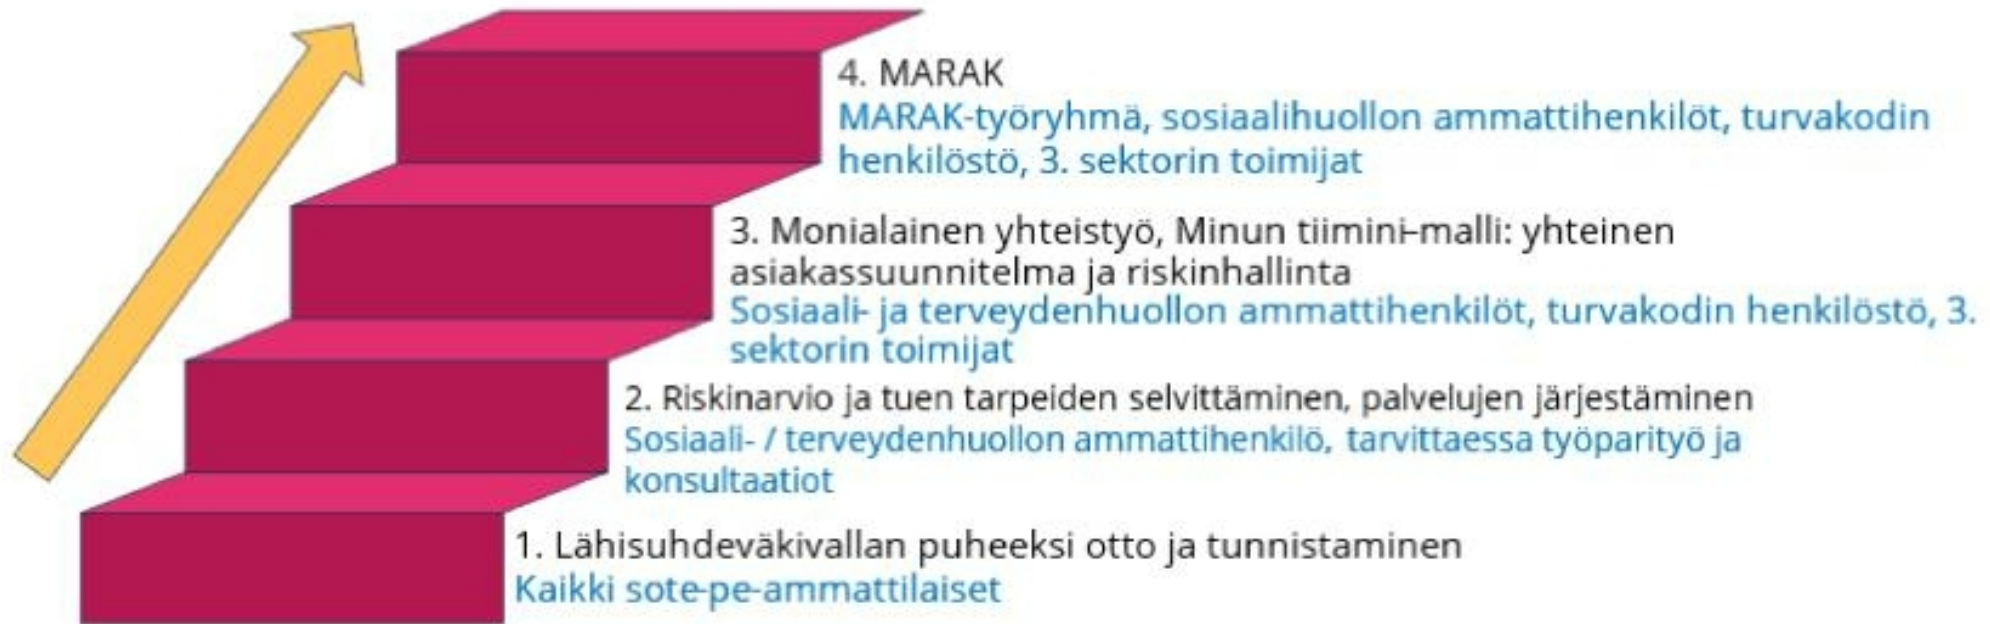 4. MARAK
MARAK-työryhmä, sosiaalihuollon ammattihenkilöt, turvakodin
henkilöstö, 3. sektorin toimijat
3. Monialainen yhteistyö, Minun tiimini-malli: yhteinen
asiakassuunnitelma ja riskinhallinta
Sosiaali- ja terveydenhuollon ammattihenkilöt, turvakodin henkilöstö, 3.
sektorin toimijat
2. Riskinarvio ja tuen tarpeiden selvittäminen, palvelujen järjestäminen
Sosiaali- / terveydenhuollon ammattihenkilö, tarvittaessa työparityö ja
konsultaatiot
1. Lähisuhdeväkivallan puheeksi otto ja tunnistaminen
Kaikki sote-pe-ammattilaiset